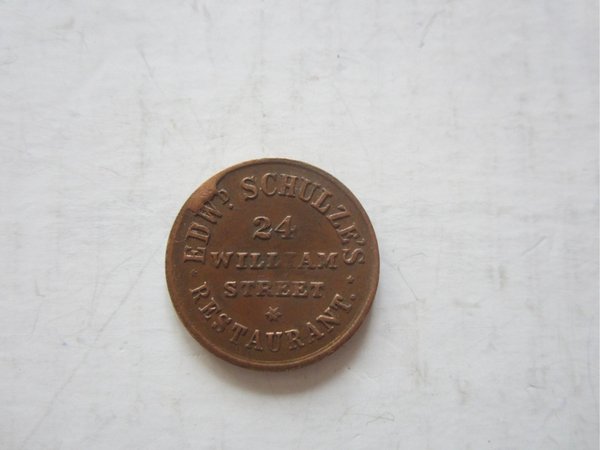 EDWD SCHULZE'S
24
WILLIAM
STREET
RESTAURANT.